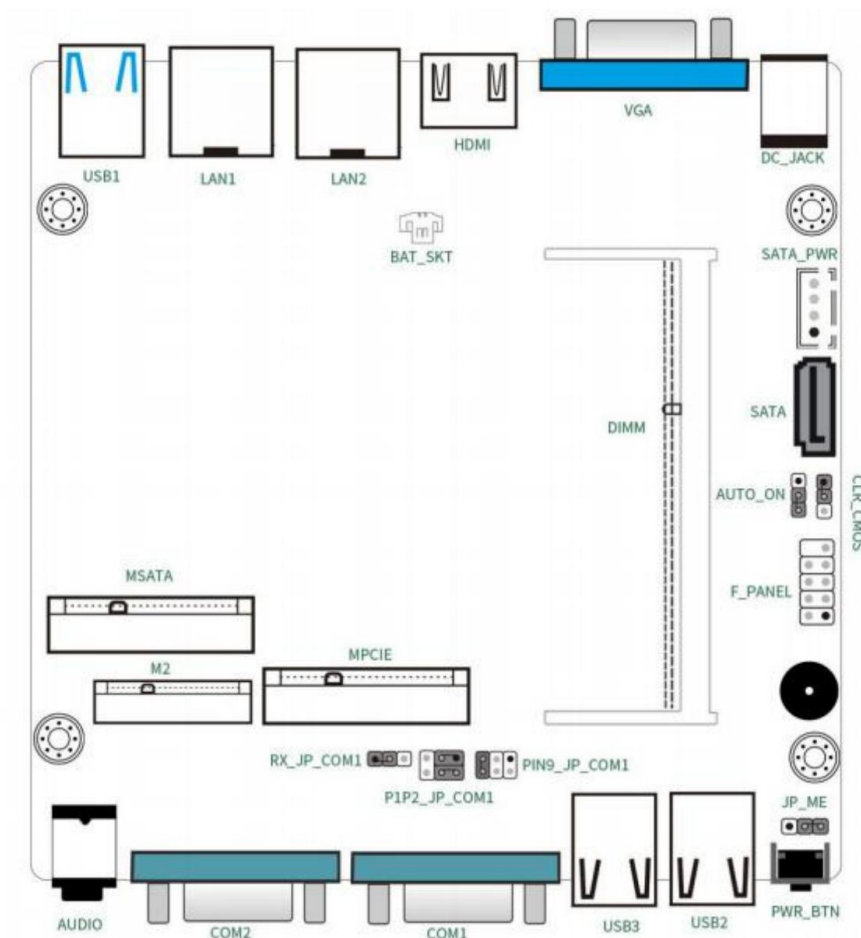 VGA
HDMI
DC_JACK
USB1
LAN1
LAN2
BAT_SKT
SATA_PWR
SATA
DIMM
AUTO_ON
CLR_CMOS
F_PANEL
MSATA
MPCIE
M2
RX_JP_COM1
PIN9_JP_COM1
P1P2_JP_COM1
JP_ME
AUDIO
COM2
COM1
USB3
USB2
PWR_BTN